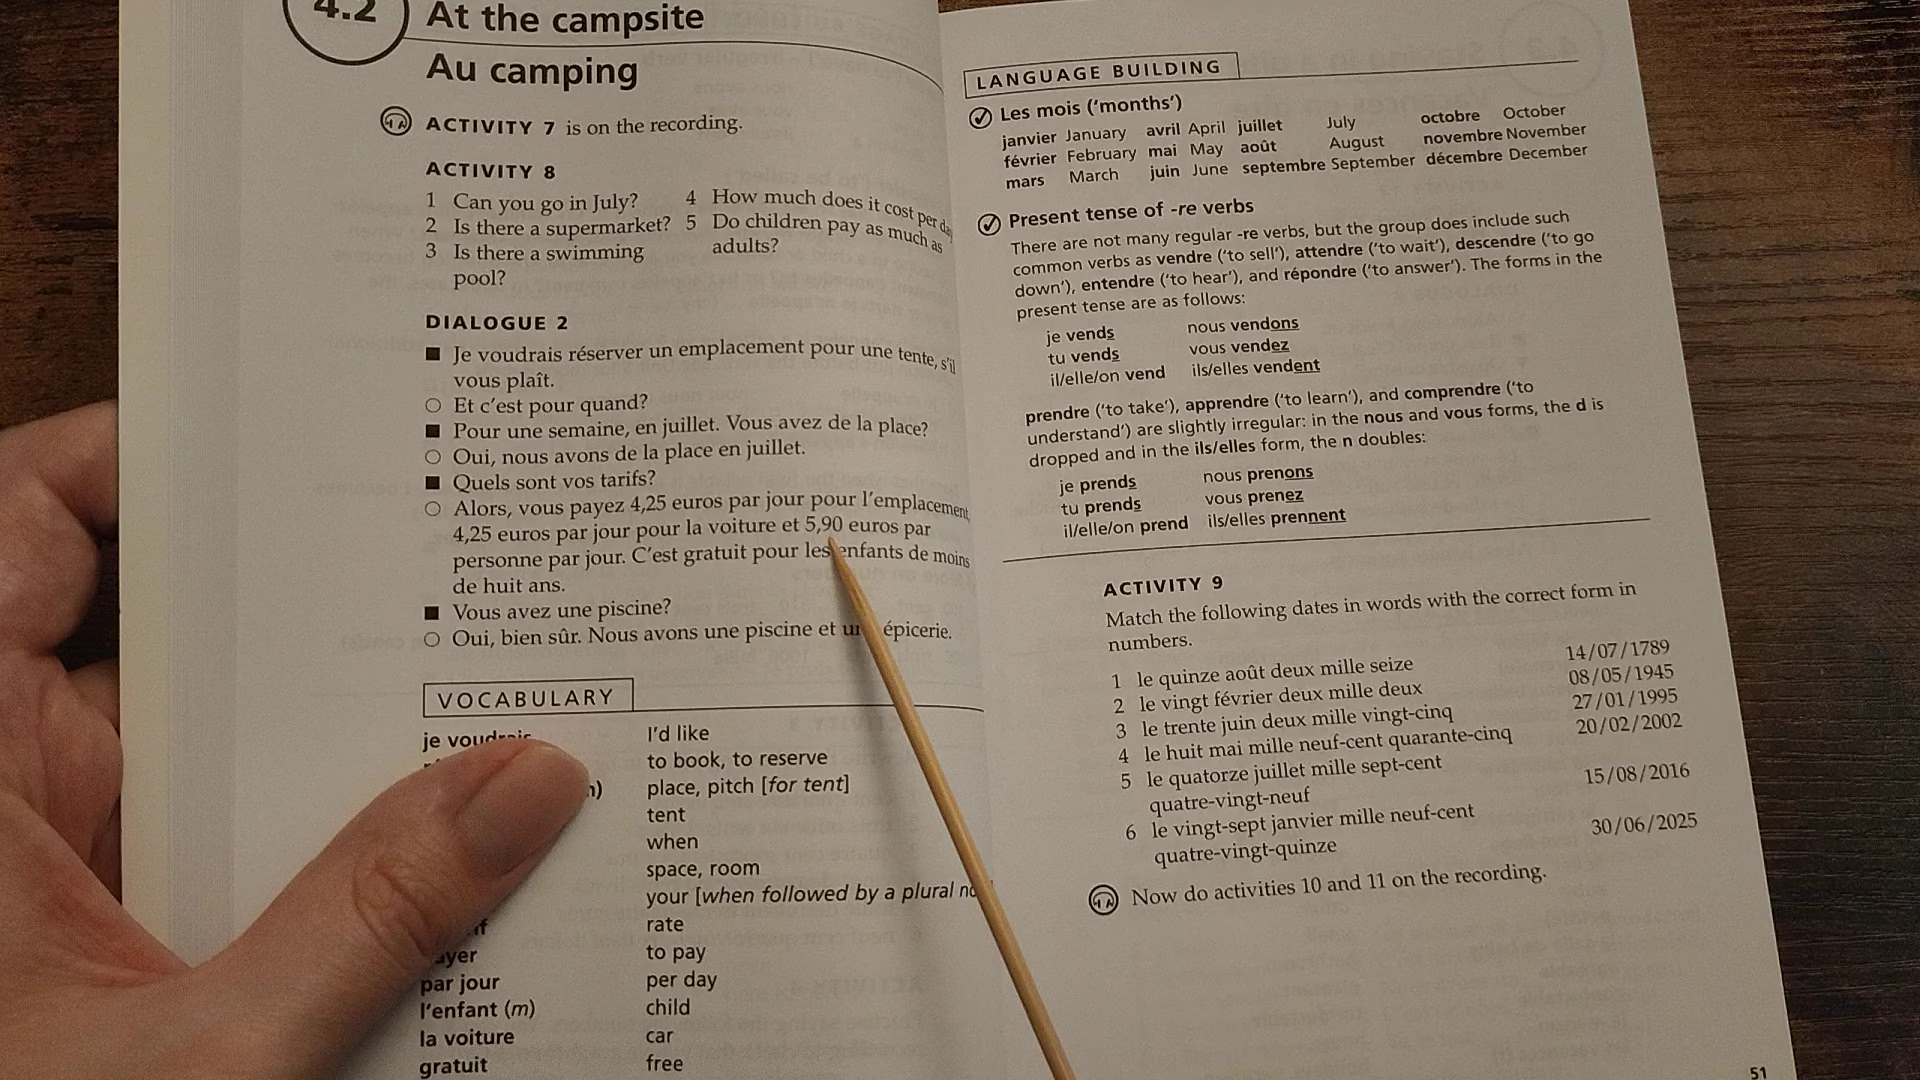 4.2
At the campsite
Au camping
ACTIVITY 7 is on the recording.
ACTIVITY 8
1 Can you go in July?
2 Is there a supermarket?
3 Is there a swimming
pool?
4 How much does it cost per
5 Do children pay as much as
adults?
DIALOGUE 2
■ Je voudrais réserver un emplacement pour une tente, s'il
vous plaît.
○ Et c'est pour quand?
■ Pour une semaine, en juillet. Vous avez de la place?
○ Oui, nous avons de la place en juillet.
■ Quels sont vos tarifs?
○ Alors, vous payez 4,25 euros par jour pour l'emplacement
4,25 euros par jour pour la voiture et 5,90 euros par
personne par jour. C'est gratuit pour les enfants de moins
de huit ans.
■ Vous avez une piscine?
○ Oui, bien sûr. Nous avons une piscine et épicerie.
VOCABULARY
je voudrais I'd like
to book, to reserve
place, pitch [for tent]
tent
when
space, room
your [when followed by a plural
rate
to pay
par jour per day
l'enfant (m) child
la voiture car
gratuit free
LANGUAGE BUILDING
Les mois ('months')
janvier January avril April juillet July octobre October
février February mai May août August novembre November
mars March juin June septembre September décembre December
Present tense of -re verbs
There are not many regular -re verbs, but the group does include such
common verbs as vendre ('to sell'), attendre ('to wait'), descendre ('to go
down'), entendre ('to hear'), and répondre ('to answer'). The forms in the
present tense are as follows:
je vends nous vendons
tu vends vous vendez
il/elle/on vend ils/elles vendent
prendre ('to take'), apprendre ('to learn'), and comprendre ('to
understand') are slightly irregular: in the nous and vous forms, the d is
dropped and in the ils/elles form, the n doubles:
je prends nous prenons
tu prends vous prenez
il/elle/on prend ils/elles prennent
ACTIVITY 9
Match the following dates in words with the correct form in
numbers.
1 le quinze août deux mille seize 14/07/1789
2 le vingt février deux mille deux 08/05/1945
3 le trente juin deux mille vingt-cinq 27/01/1995
4 le huit mai mille neuf-cent quarante-cinq 20/02/2002
5 le quatorze juillet mille sept-cent
quatre-vingt-neuf 15/08/2016
6 le vingt-sept janvier mille neuf-cent
quatre-vingt-quinze 30/06/2025
Now do activities 10 and 11 on the recording.
51